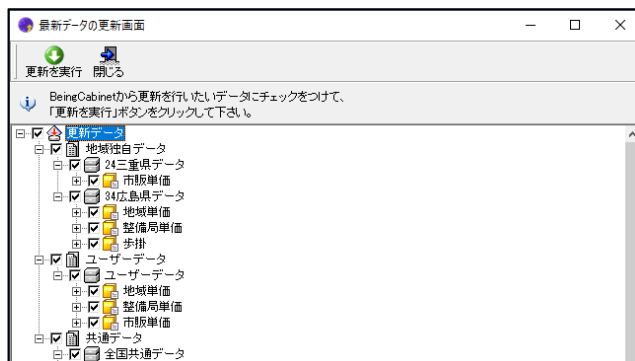 最新データの更新画面
更新を実行 閉じる
BeingCabinetから更新を行いたいデータにチェックをつけて、
「更新を実行」ボタンをクリックして下さい。
更新データ
地域独自データ
24三重県データ
市販単価
34広島県データ
地域単価
整備局単価
歩掛
ユーザーデータ
ユーザーデータ
地域単価
整備局単価
市販単価
共通データ
全国共通データ